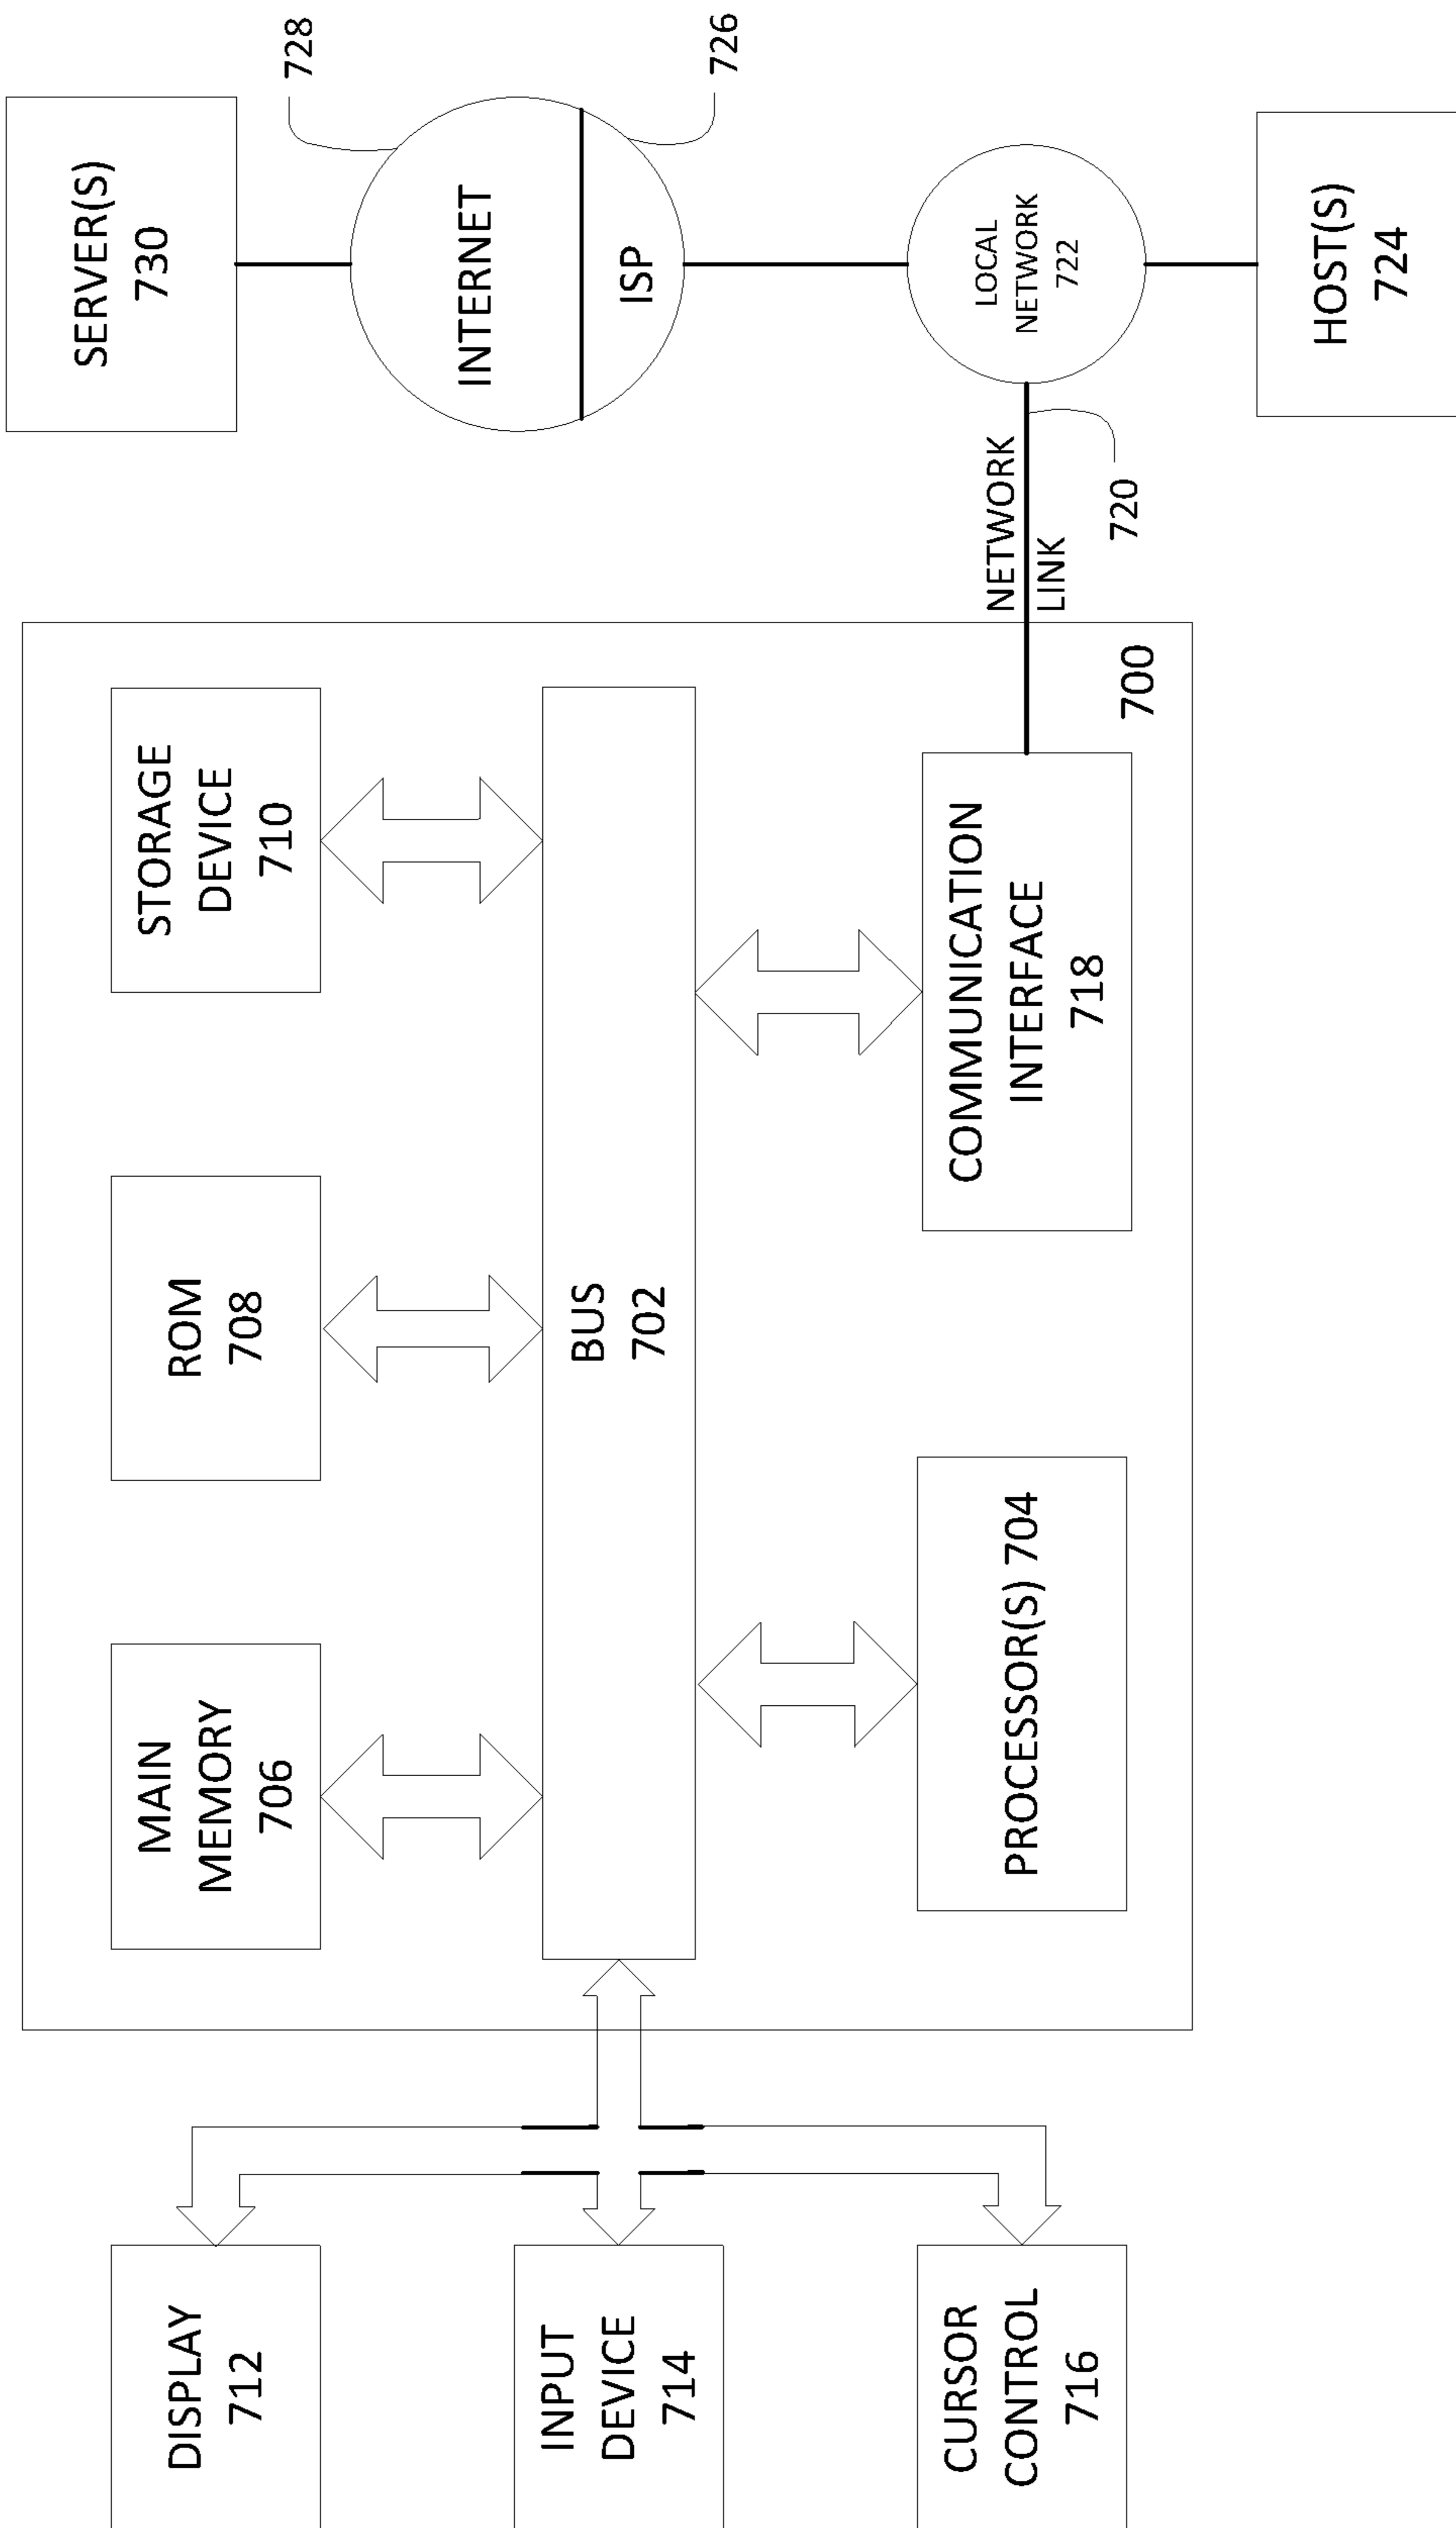 DISPLAY
712
INPUT
DEVICE
714
CURSOR
CONTROL
716
MAIN
MEMORY
706
ROM
708
STORAGE
DEVICE
710
BUS
702
PROCESSOR(S) 704
COMMUNICATION
INTERFACE
718
700
NETWORK
LINK
720
SERVER(S)
730
728
INTERNET
ISP
726
LOCAL
NETWORK
722
HOST(S)
724